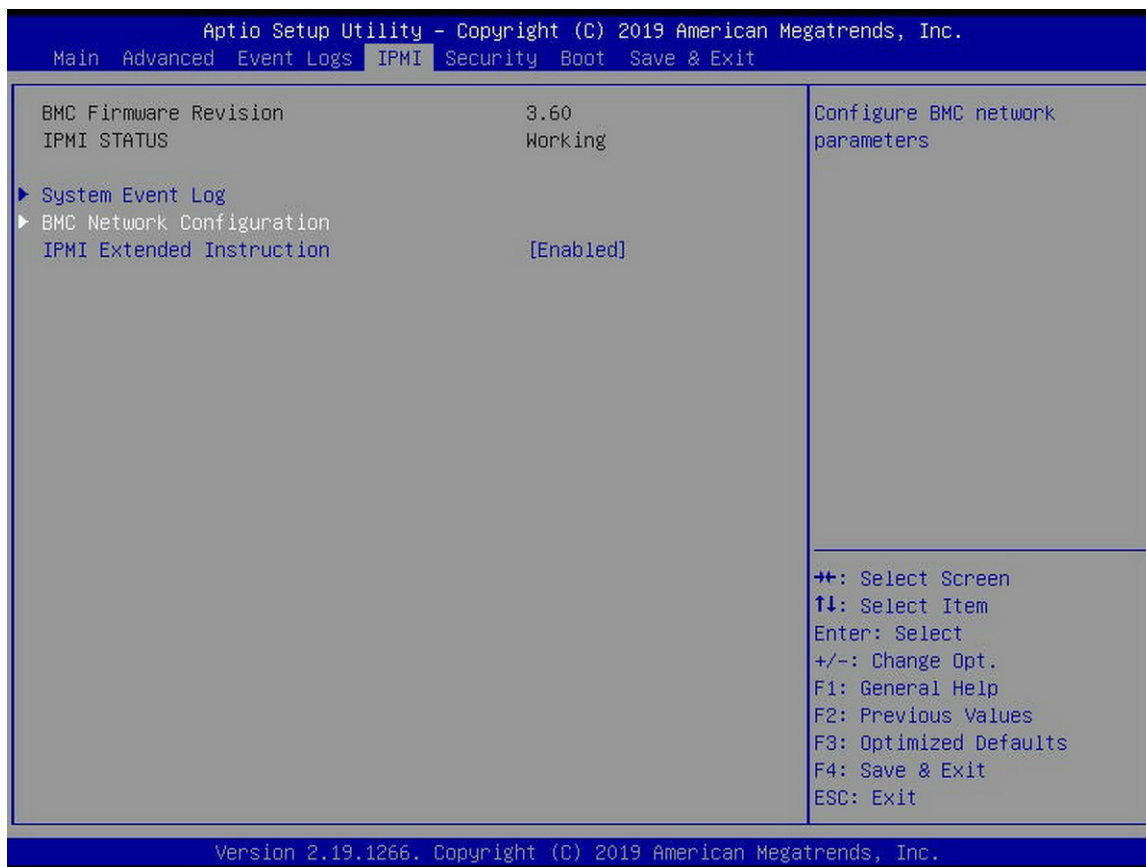 Aptio Setup Utility – Copyright (C) 2019 American Megatrends, Inc.
Main Advanced Event Logs IPMI Security Boot Save & Exit
BMC Firmware Revision 3.60
IPMI STATUS Working
System Event Log
BMC Network Configuration
IPMI Extended Instruction [Enabled]
Configure BMC network
parameters
→←: Select Screen
↑↓: Select Item
Enter: Select
+/-: Change Opt.
F1: General Help
F2: Previous Values
F3: Optimized Defaults
F4: Save & Exit
ESC: Exit
Version 2.19.1266. Copyright (C) 2019 American Megatrends, Inc.